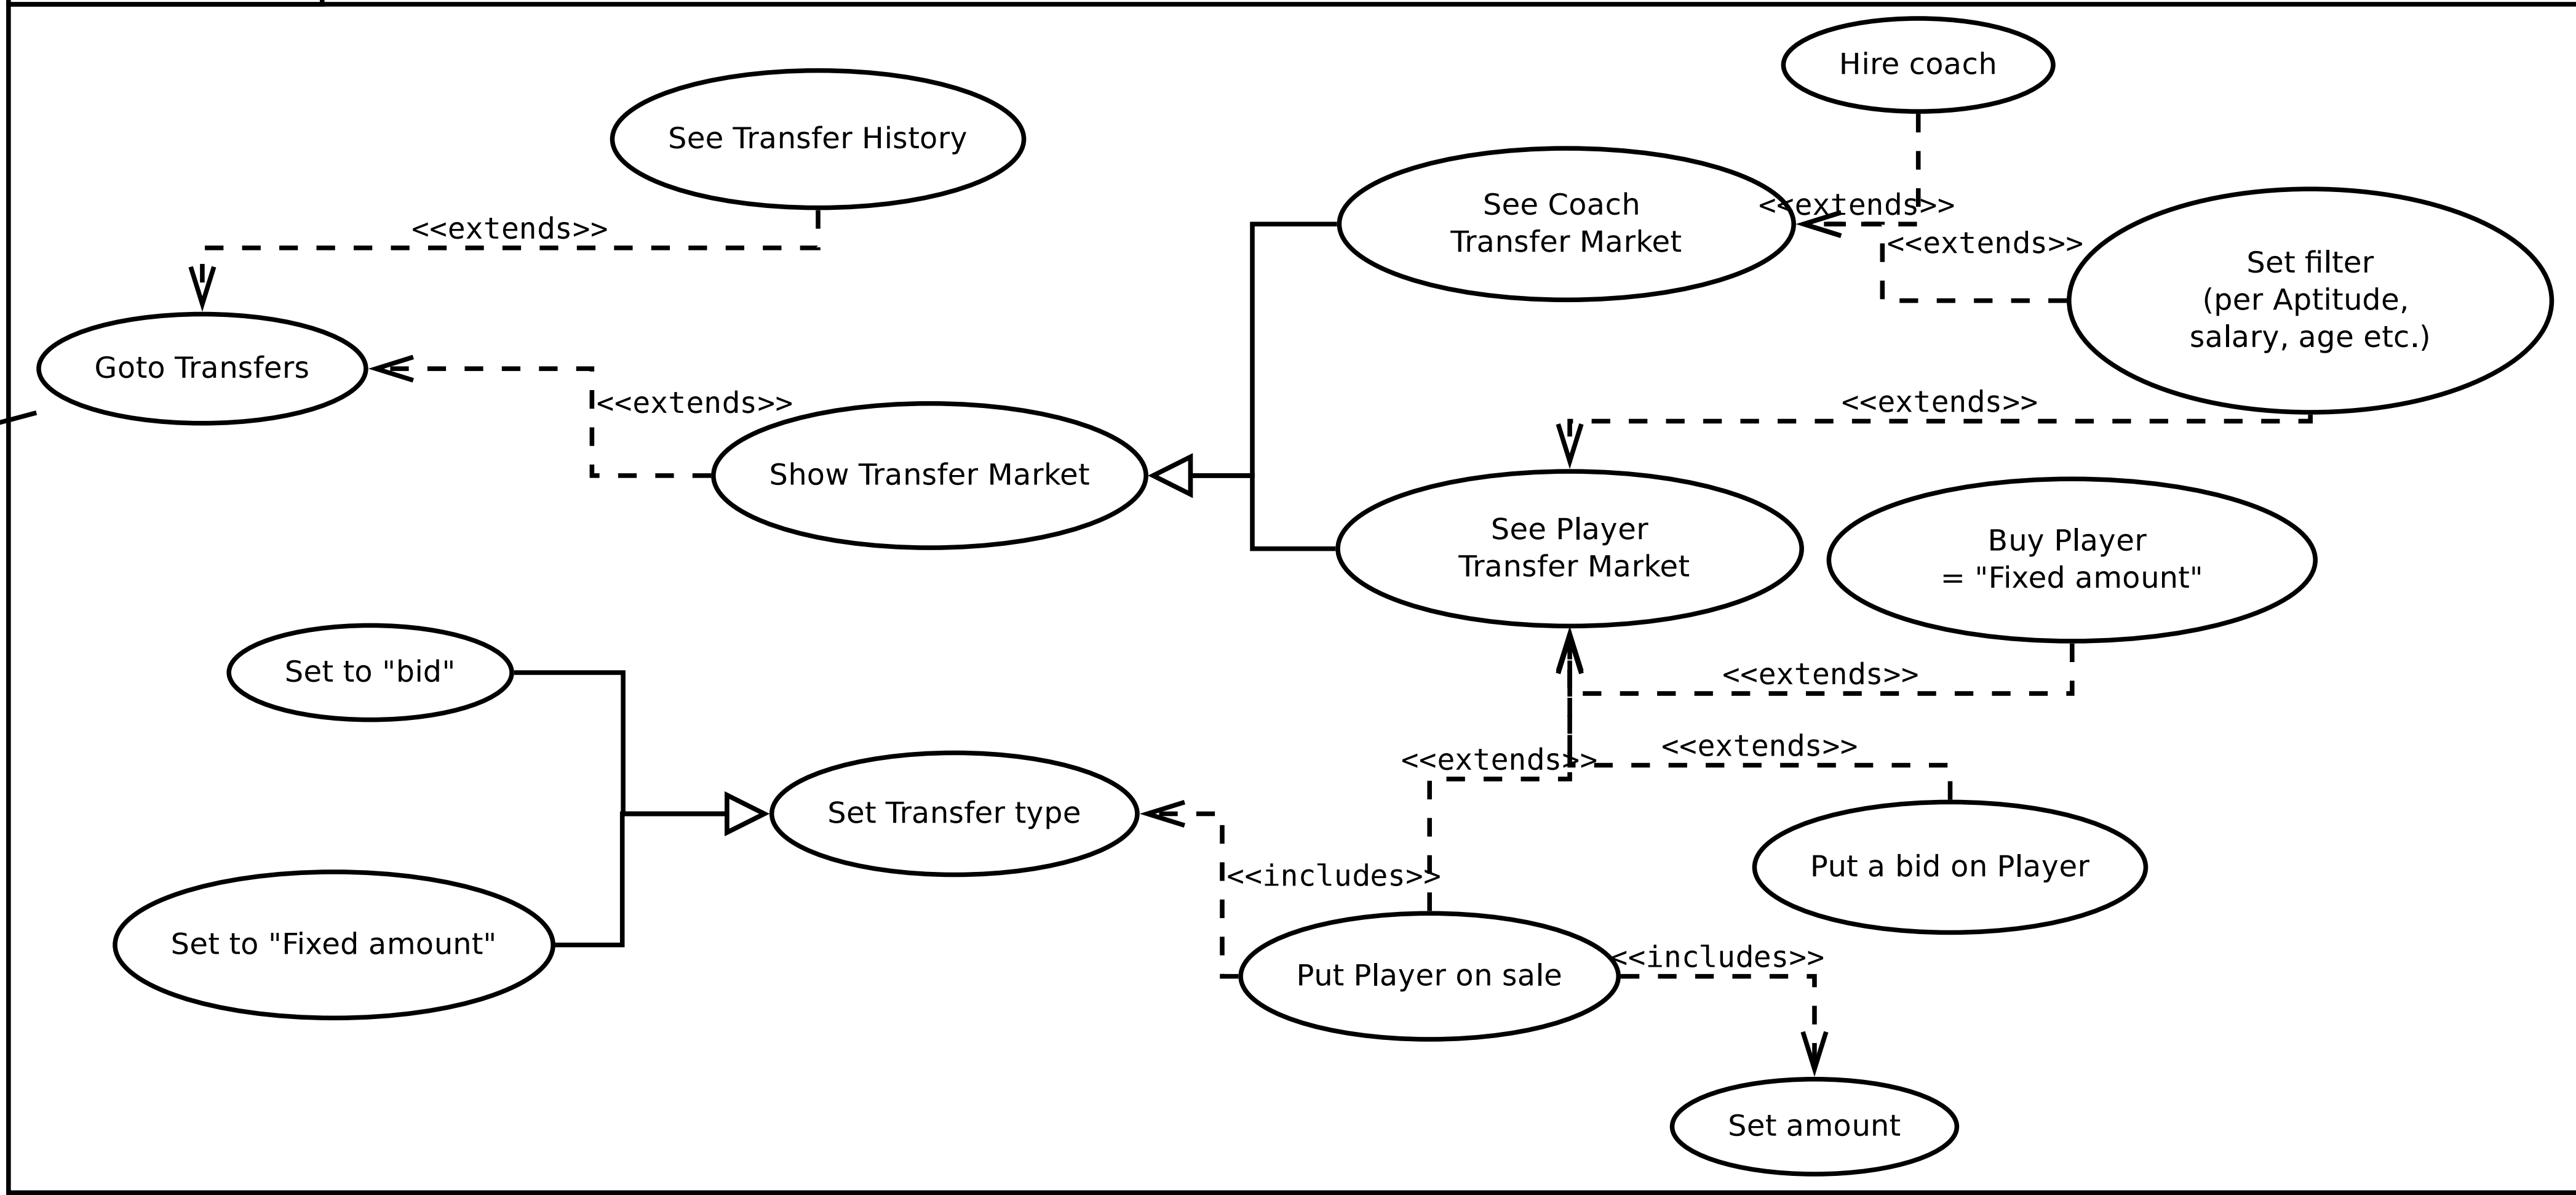 Hire coach
See Transfer History
See Coach
Transfer Market
<<extends>>
<<extends>>
<<extends>>
Set filter
(per Aptitude,
salary, age etc.)
Goto Transfers
<<extends>>
<<extends>>
Show Transfer Market
See Player
Transfer Market
Buy Player
= "Fixed amount"
Set to "bid"
<<extends>>
<<extends>>
<<extends>>
Set Transfer type
<<includes>>
Put a bid on Player
Set to "Fixed amount"
Put Player on sale
<<includes>>
Set amount